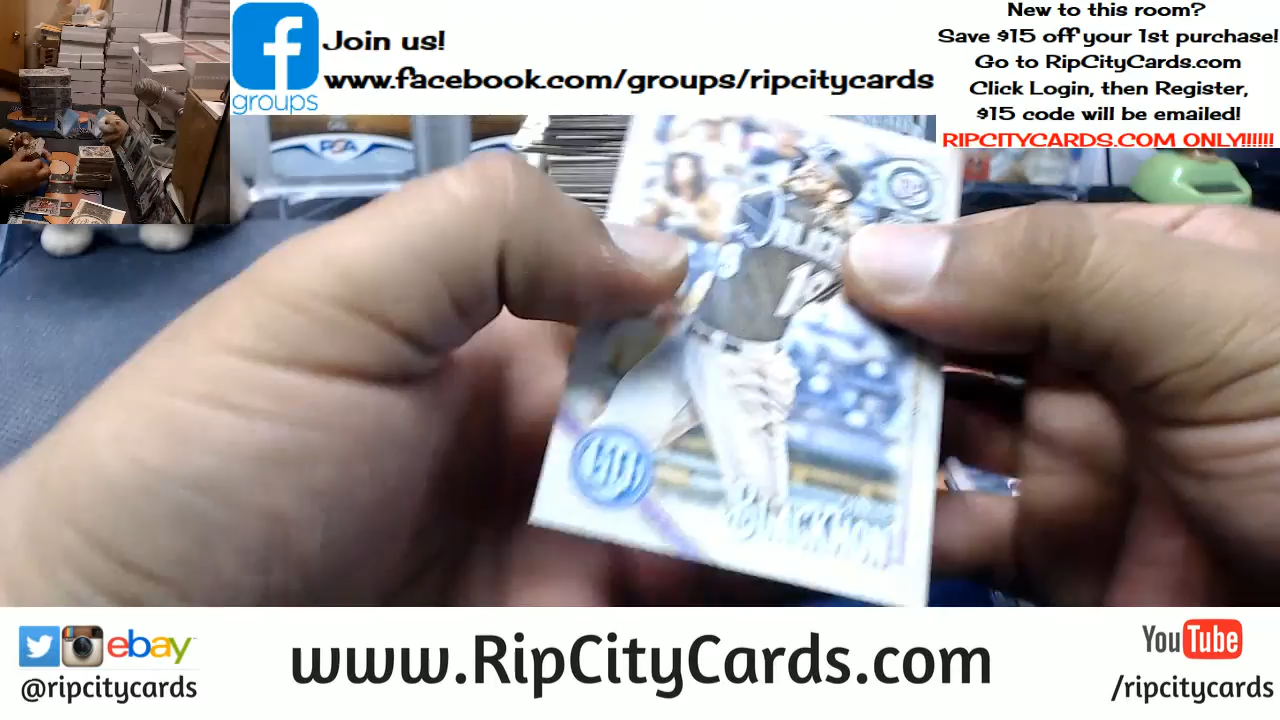 Join us!
www.facebook.com/groups/ripcitycards
groups
New to this room?
Save $15 off your 1st purchase!
Go to RipCityCards.com
Click Login, then Register,
$15 code will be emailed!
RIPCITYCARDS.COM ONLY!!!!!!
PSA
BLACKMON
ebay
@ripcitycards
www.RipCityCards.com
YouTube
/ripcitycards